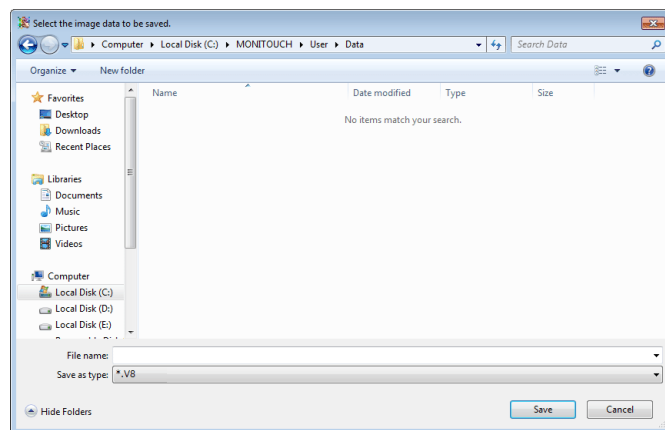 Select the image data to be saved.
Computer Local Disk (C:) MONITOUCH User Data Search Data
Organize New folder
Name Date modified Type Size
No items match your search.
Favorites
Desktop
Downloads
Recent Places
Libraries
Documents
Music
Pictures
Videos
Computer
Local Disk (C:)
Local Disk (D:)
Local Disk (E:)
File name:
Save as type: *.V8
Hide Folders Save Cancel